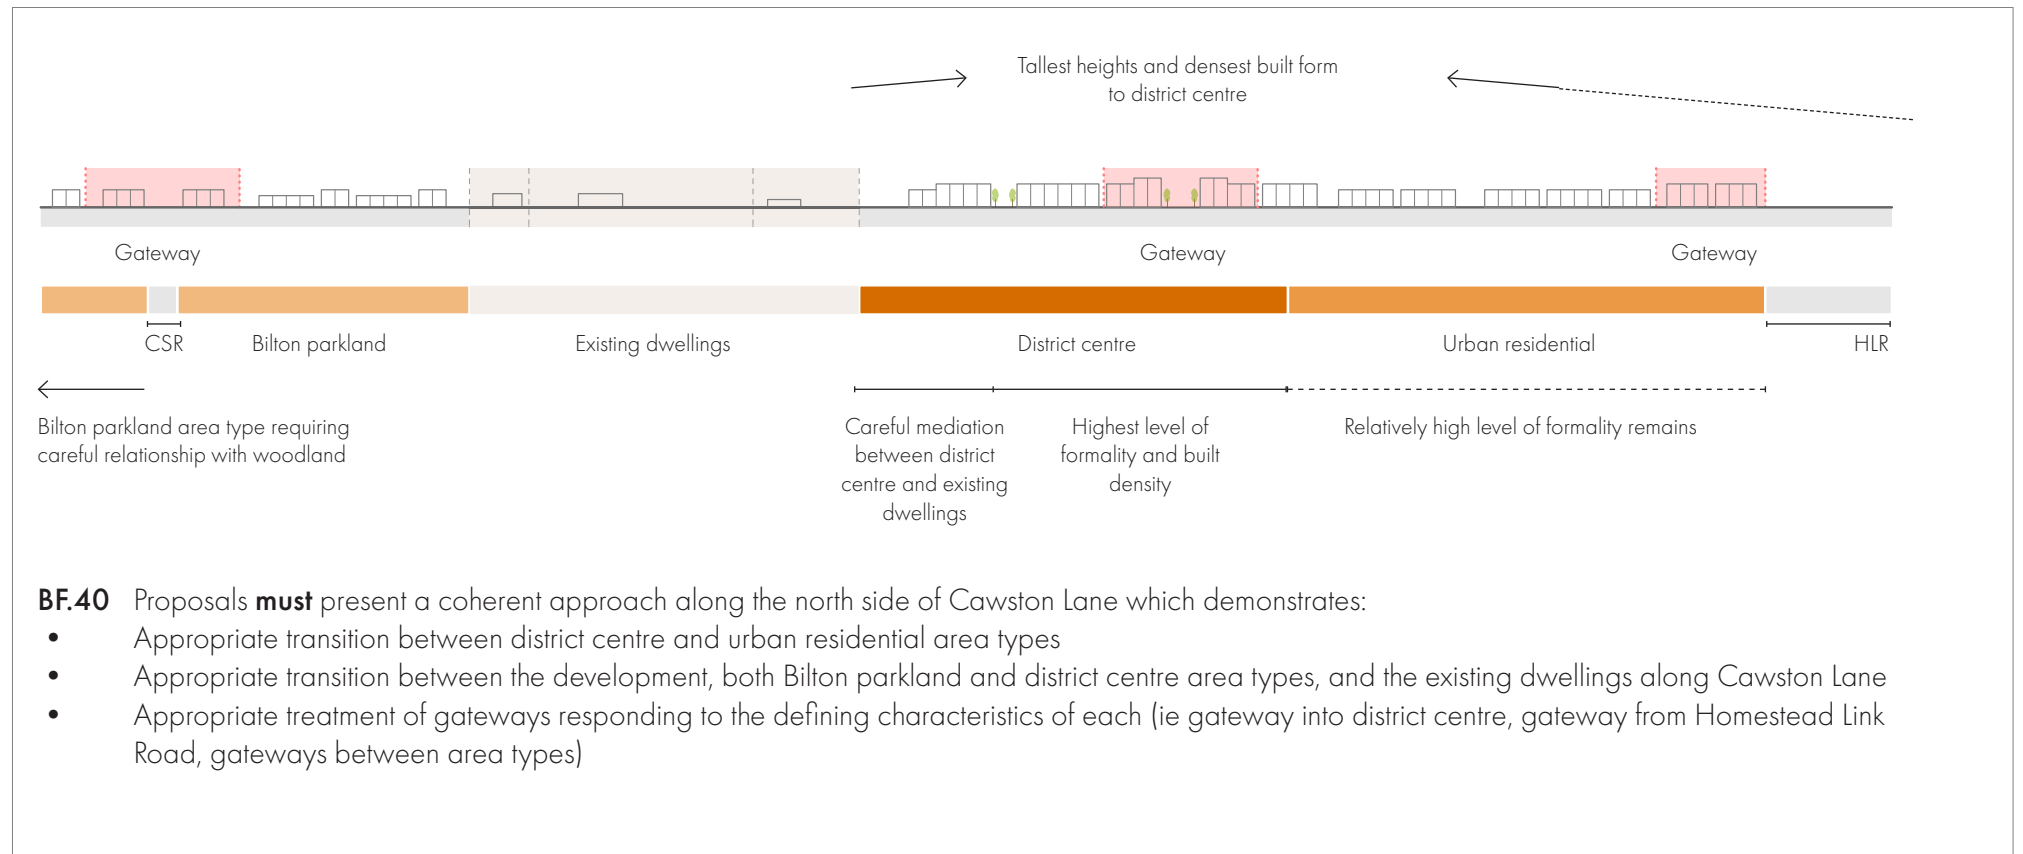 Tallest heights and densest built form
to district centre
Gateway
Gateway
Gateway
CSR
Bilton parkland
Existing dwellings
District centre
Urban residential
HLR
Bilton parkland area type requiring
careful relationship with woodland
Careful mediation
between district
centre and existing
dwellings
Highest level of
formality and built
density
Relatively high level of formality remains
BF.40 Proposals must present a coherent approach along the north side of Cawston Lane which demonstrates:
• Appropriate transition between district centre and urban residential area types
• Appropriate transition between the development, both Bilton parkland and district centre area types, and the existing dwellings along Cawston Lane
• Appropriate treatment of gateways responding to the defining characteristics of each (ie gateway into district centre, gateway from Homestead Link
Road, gateways between area types)